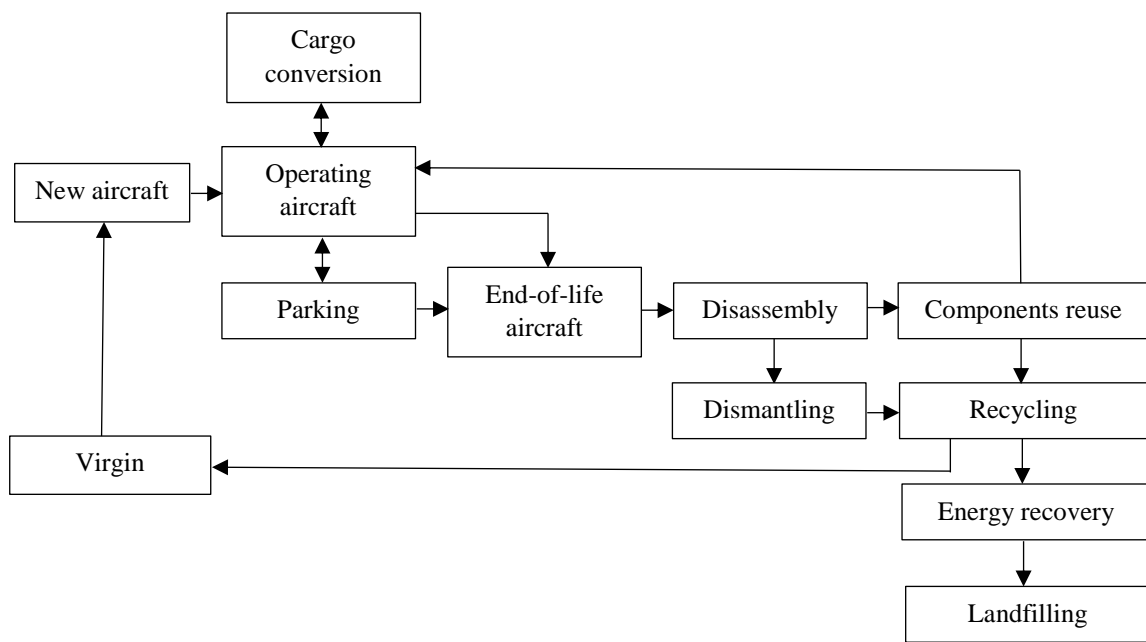 Cargo
conversion
New aircraft
Operating
aircraft
Parking
End-of-life
aircraft
Disassembly
Components reuse
Dismantling
Recycling
Virgin
Energy recovery
Landfilling